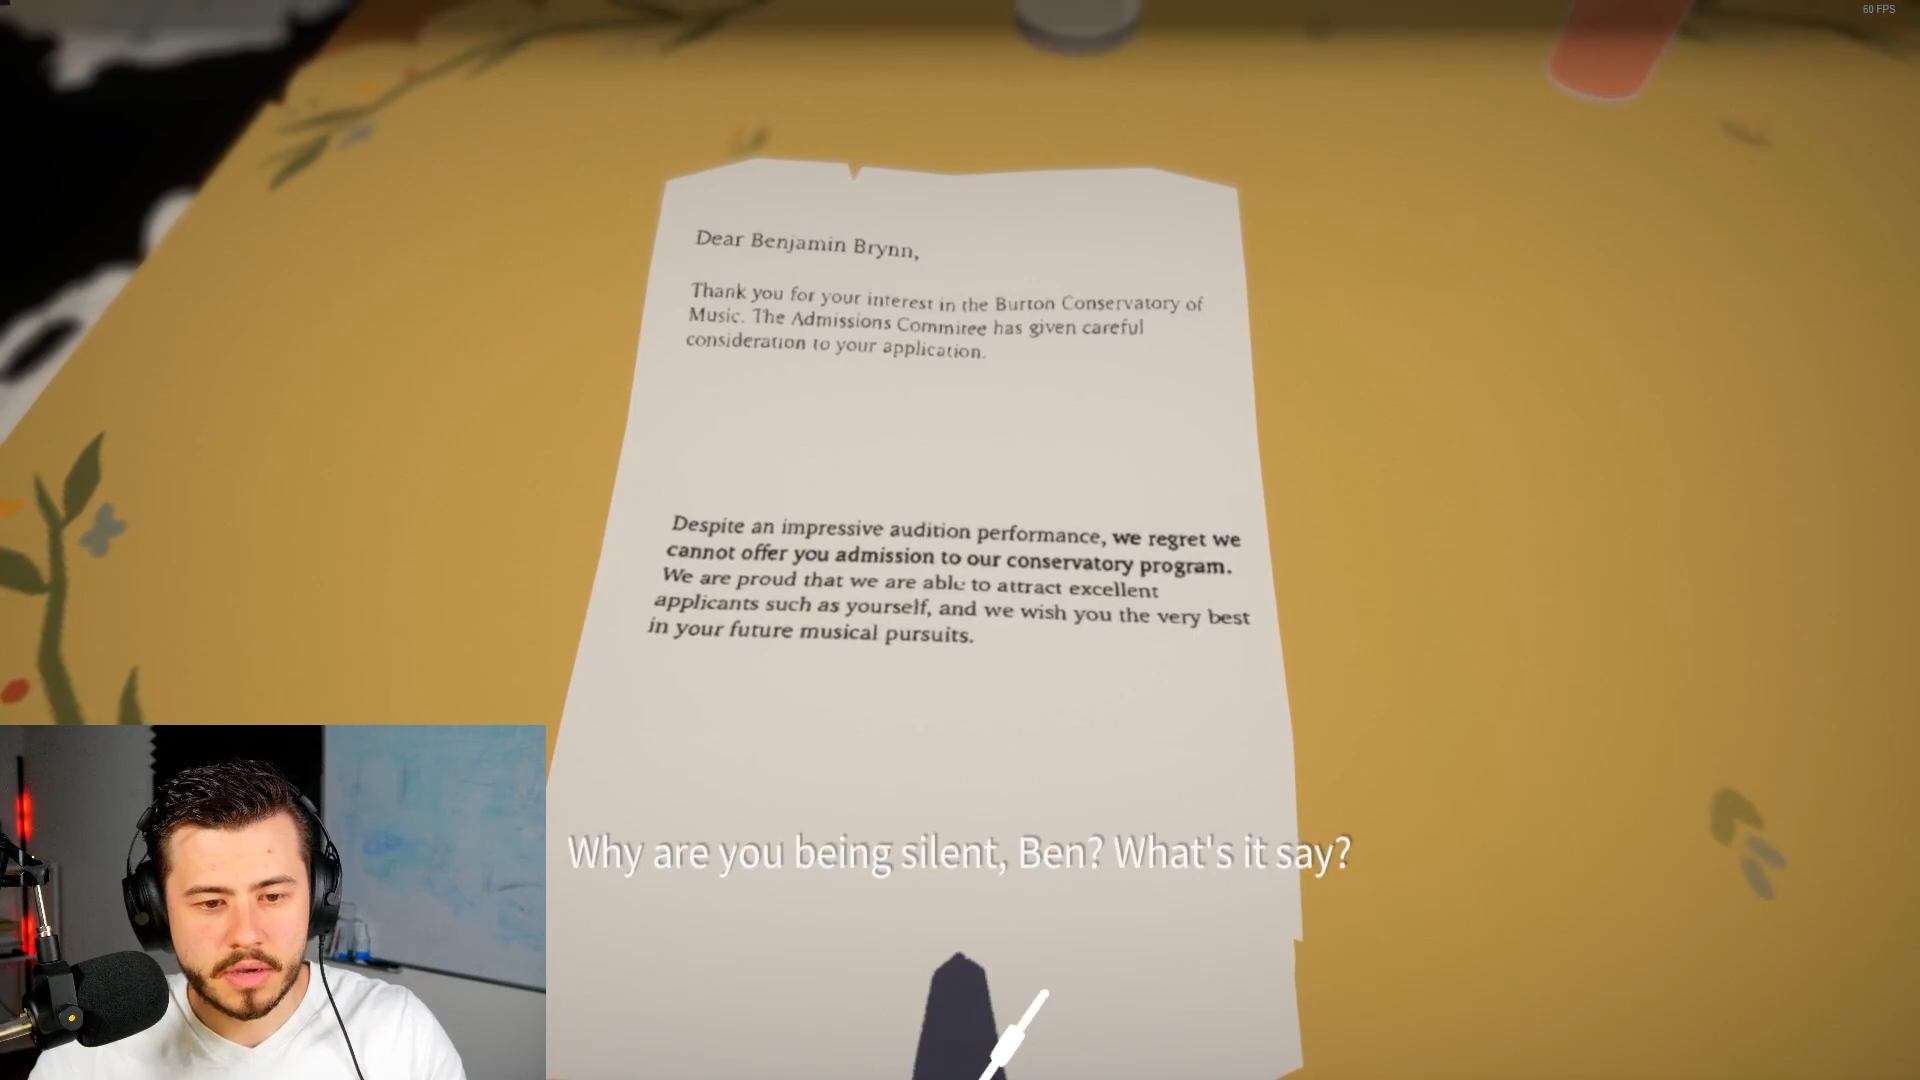 60 FPS
Dear Benjamin Brynn,
Thank you for your interest in the Burton Conservatory of
Music. The Admissions Commitee has given careful
consideration to your application.
Despite an impressive audition performance, we regret we
cannot offer you admission to our conservatory program.
We are proud that we are able to attract excellent
applicants such as yourself, and we wish you the very best
in your future musical pursuits.
Why are you being silent, Ben? What's it say?